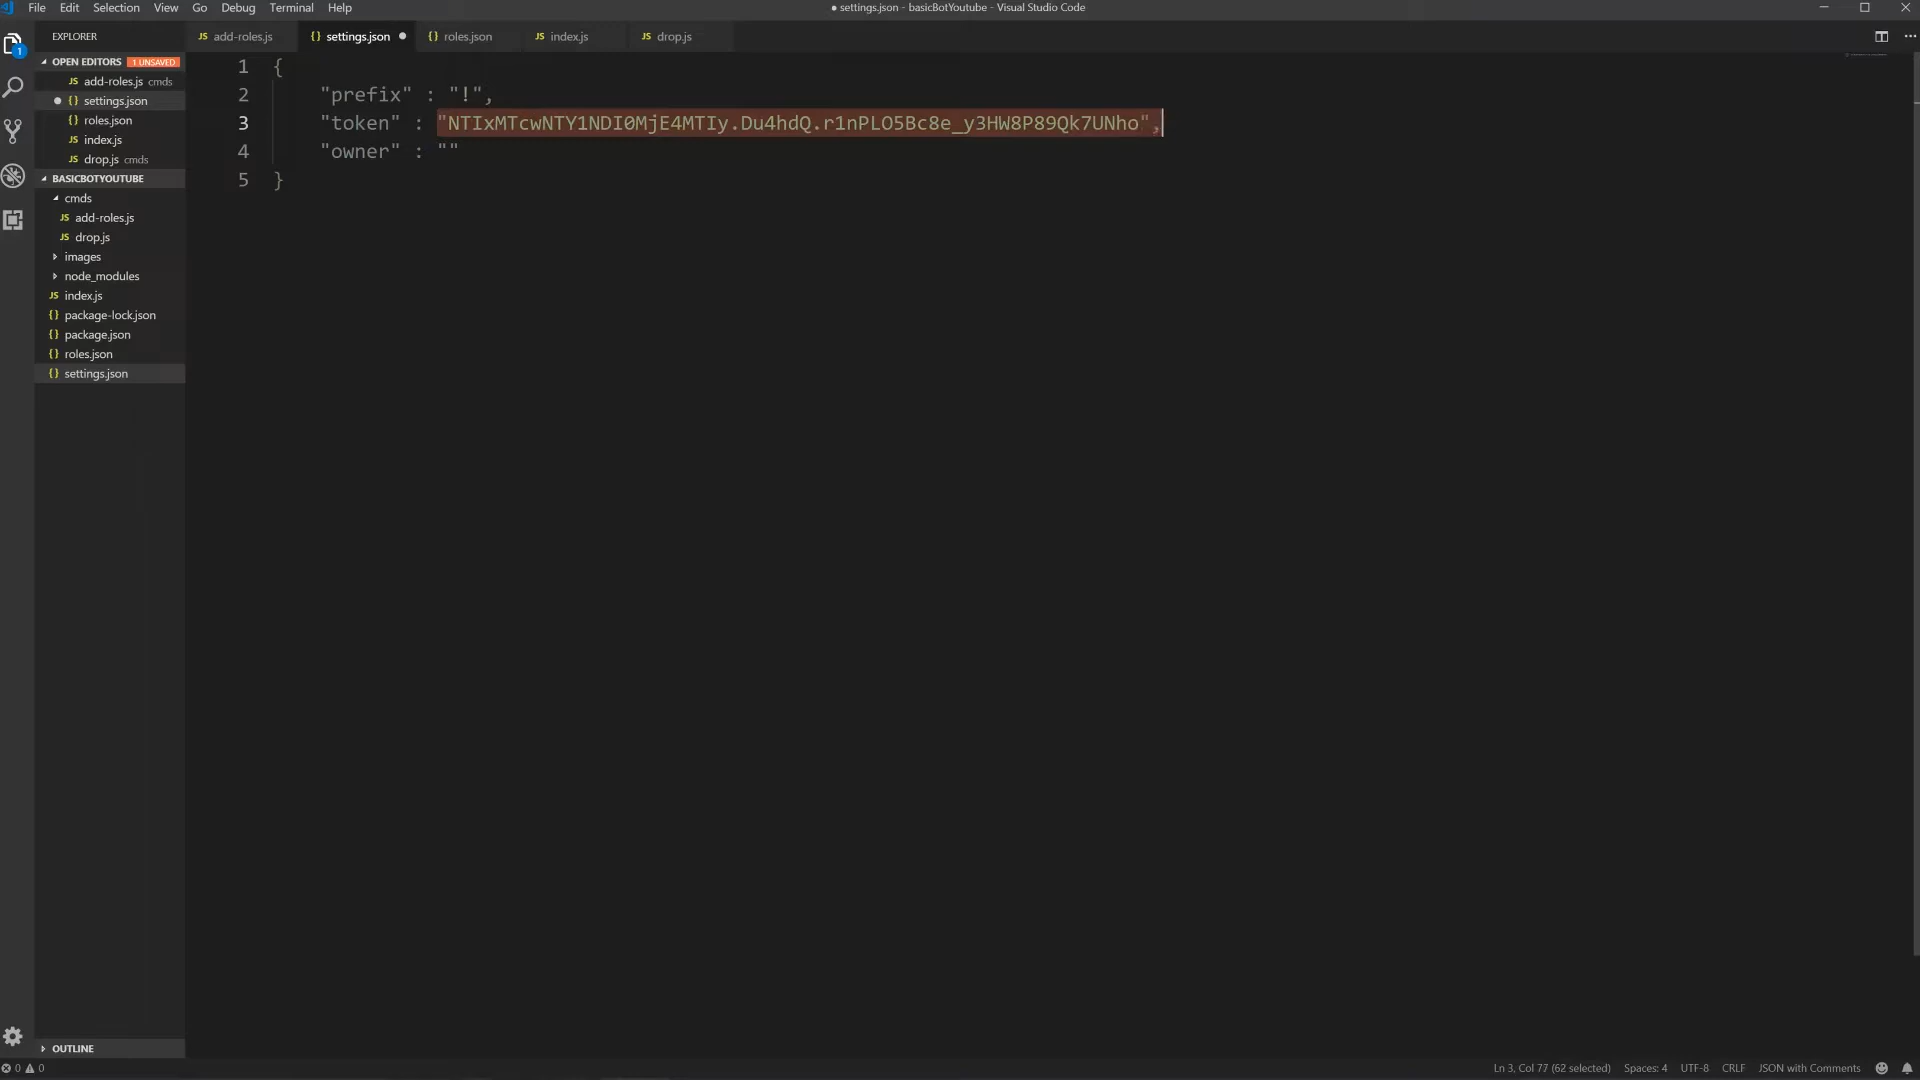 File Edit Selection View Go Debug Terminal Help
● settings.json - basicBotYoutube - Visual Studio Code
EXPLORER
add-roles.js
settings.json
roles.json
index.js
drop.js
OPEN EDITORS 1 UNSAVED
add-roles.js cmds
settings.json
roles.json
index.js
drop.js cmds
BASICBOTYOUTUBE
cmds
add-roles.js
drop.js
images
node_modules
index.js
package-lock.json
package.json
roles.json
settings.json
OUTLINE
1 {
2 "prefix" : "!",
3 "token" : "NTIxMTcwNTY1NDI0MjE4MTIy.Du4hdQ.r1nPLO5Bc8e_y3HW8P89Qk7UNho",
4 "owner" : ""
5 }
0 0
Ln 3, Col 77 (62 selected) Spaces: 4 UTF-8 CRLF JSON with Comments